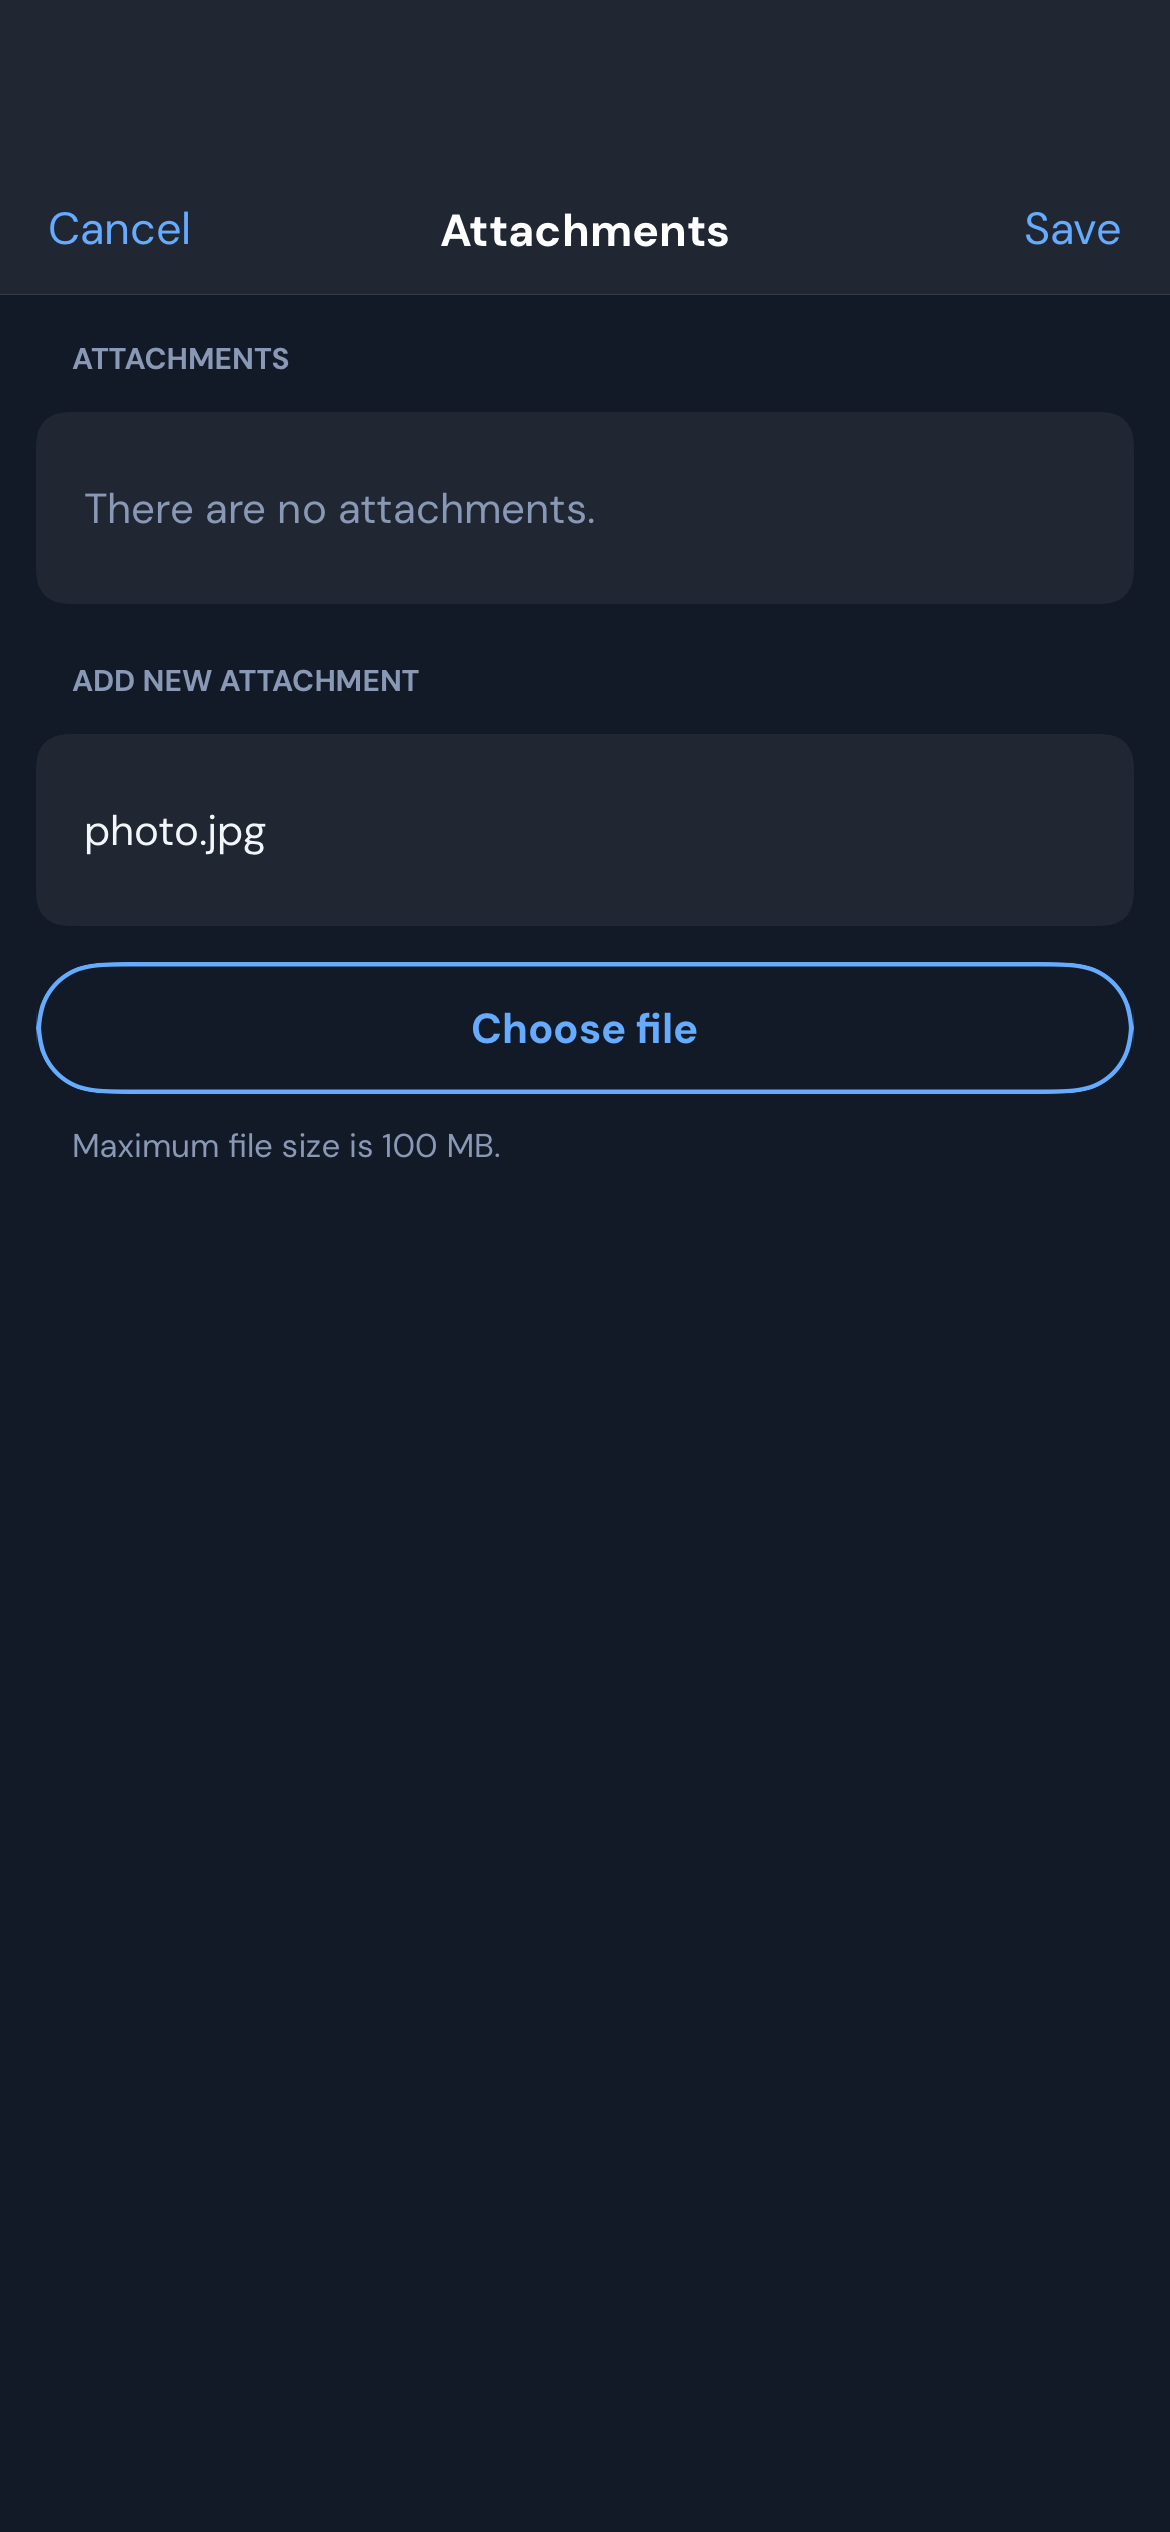 Cancel
Attachments
Save
ATTACHMENTS
There are no attachments.
ADD NEW ATTACHMENT
photo.jpg
Choose file
Maximum file size is 100 MB.